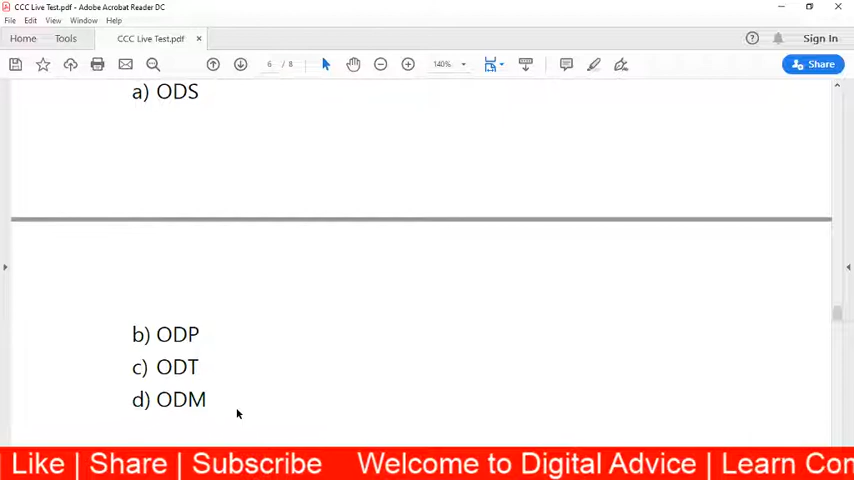 CCC Live Test.pdf - Adobe Acrobat Reader DC
File Edit View Window Help
Home Tools CCC Live Test.pdf × Sign In
6 / 8 140% Share
a) ODS
b) ODP
c) ODT
d) ODM
Like | Share | Subscribe Welcome to Digital Advice | Learn Con